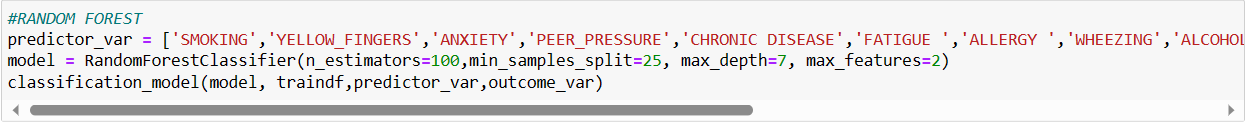 #RANDOM FOREST
predictor_var = ['SMOKING','YELLOW_FINGERS','ANXIETY','PEER_PRESSURE','CHRONIC DISEASE','FATIGUE ','ALLERGY ','WHEEZING','ALCOHOL
model = RandomForestClassifier(n_estimators=100,min_samples_split=25, max_depth=7, max_features=2)
classification_model(model, traindf,predictor_var,outcome_var)